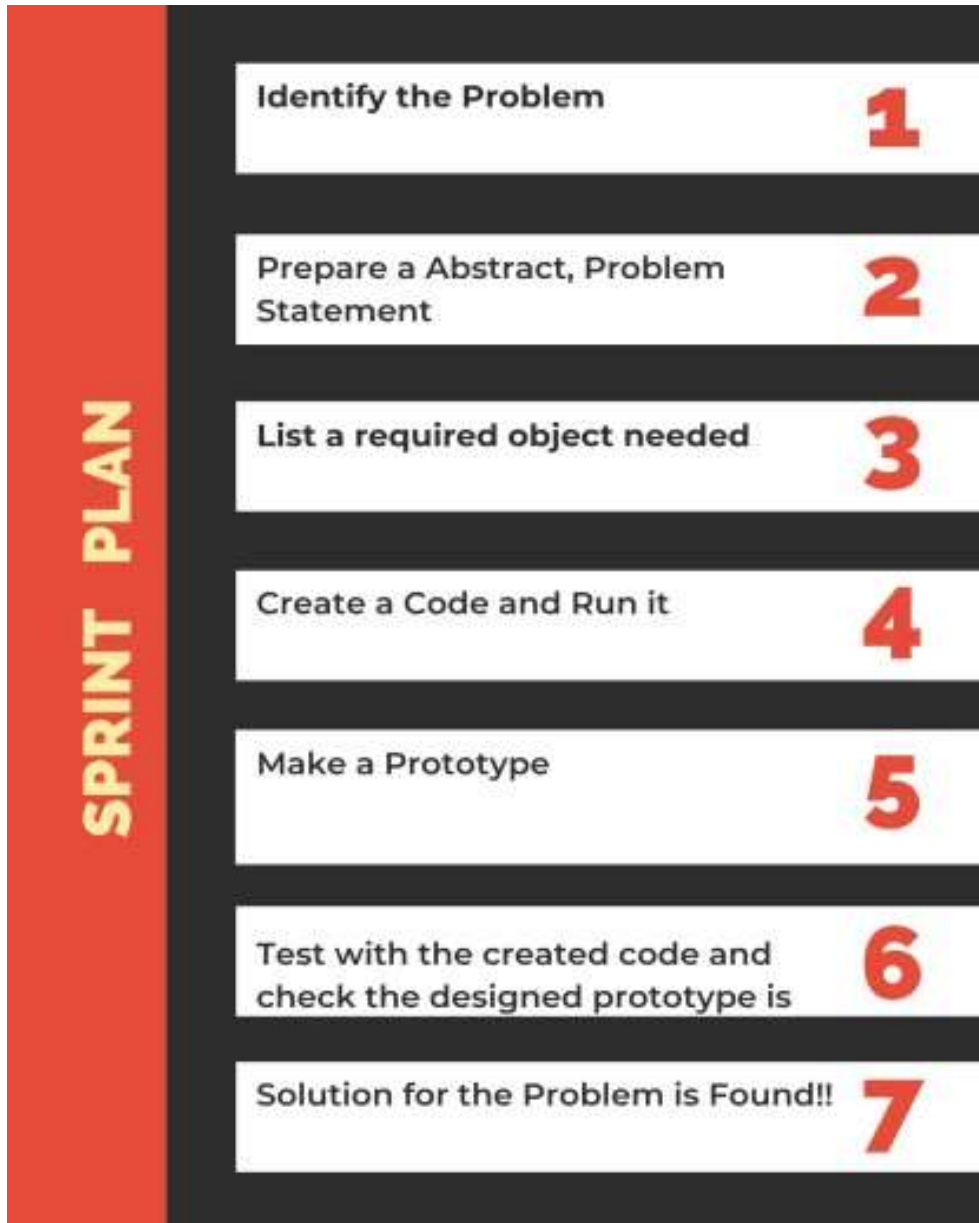 SPRINT PLAN
Identify the Problem
1
Prepare a Abstract, Problem
Statement
2
List a required object needed
3
Create a Code and Run it
4
Make a Prototype
5
Test with the created code and
check the designed prototype is
6
Solution for the Problem is Found!!
7